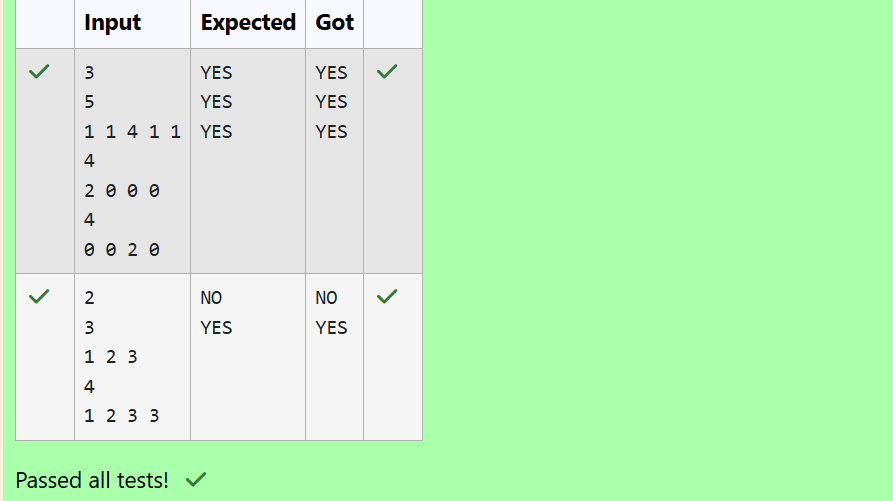 Input Expected Got
3 YES YES
5 YES YES
1 1 4 1 1 YES YES
4
2 0 0 0
4
0 0 2 0
2 NO NO
3 YES YES
1 2 3
4
1 2 3 3
Passed all tests!